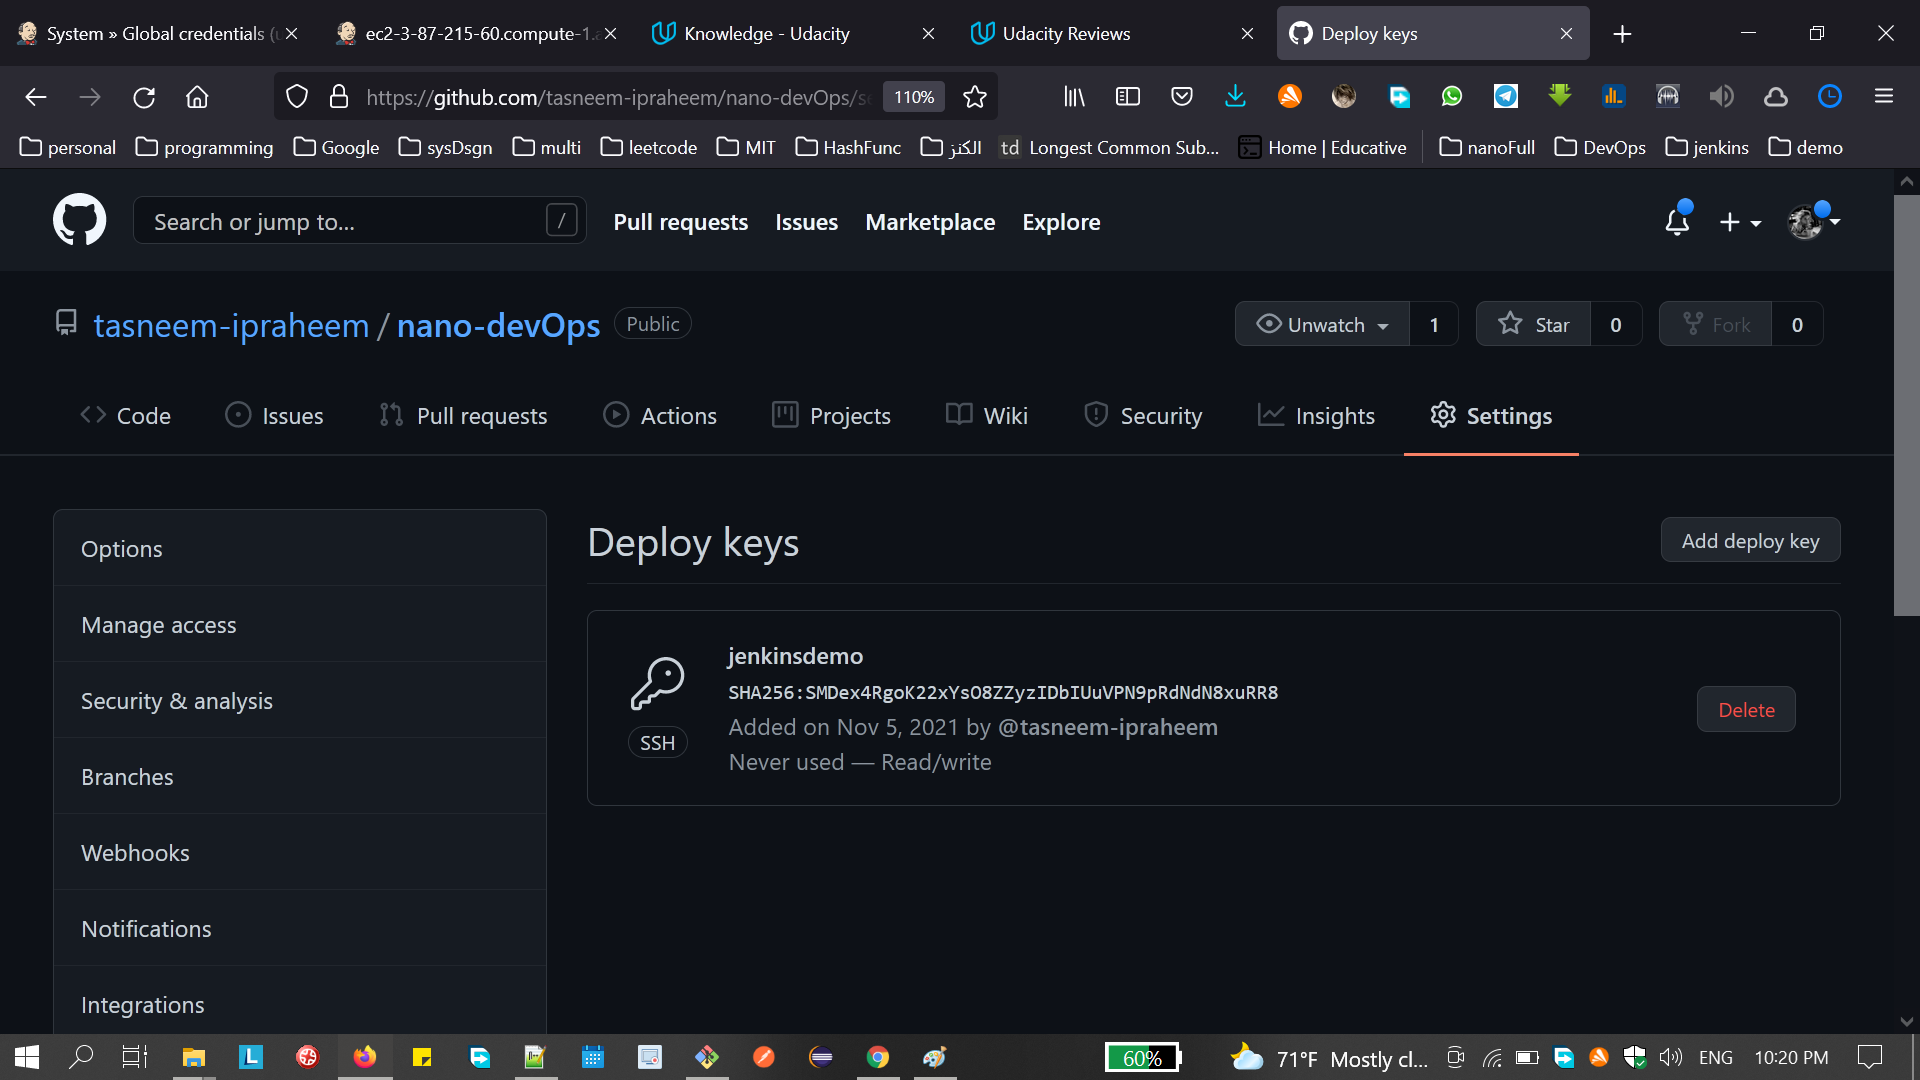 System » Global credentials (u
ec2-3-87-215-60.compute-1.a
Knowledge - Udacity
Udacity Reviews
Deploy keys
https://github.com/tasneem-ipraheem/nano-devOps/se
110%
personal
programming
Google
sysDsgn
multi
leetcode
MIT
HashFunc
الكنز
td Longest Common Sub...
Home | Educative
nanoFull
DevOps
jenkins
demo
Search or jump to...
/
Pull requests
Issues
Marketplace
Explore
tasneem-ipraheem / nano-devOps
Public
Unwatch
1
Star
0
Fork
0
Code
Issues
Pull requests
Actions
Projects
Wiki
Security
Insights
Settings
Options
Manage access
Security & analysis
Branches
Webhooks
Notifications
Integrations
Deploy keys
Add deploy key
jenkinsdemo
SHA256:SMDex4RgoK22xYsO8ZZyzIDbIUuVPN9pRdNdN8xuRR8
Added on Nov 5, 2021 by @tasneem-ipraheem
Never used — Read/write
SSH
Delete
L
60%
71°F Mostly cl...
ENG
10:20 PM